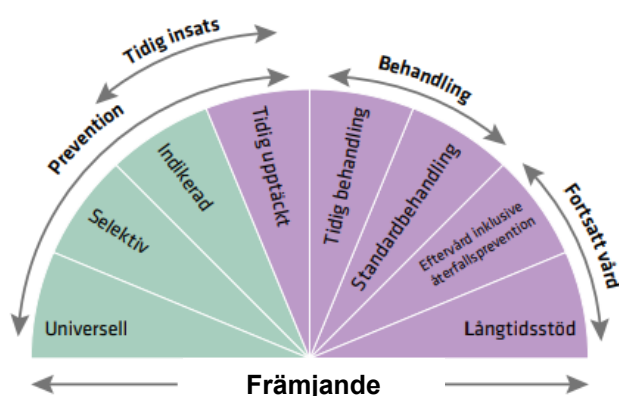 Tidig insats
Prevention
Behandling
Fortsatt vård
Universell
Selektiv
Indikerad
Tidig upptäckt
Tidig behandling
Standardbehandling
Eftervård inklusive
återfallsprevention
Långtidsstöd
Främjande